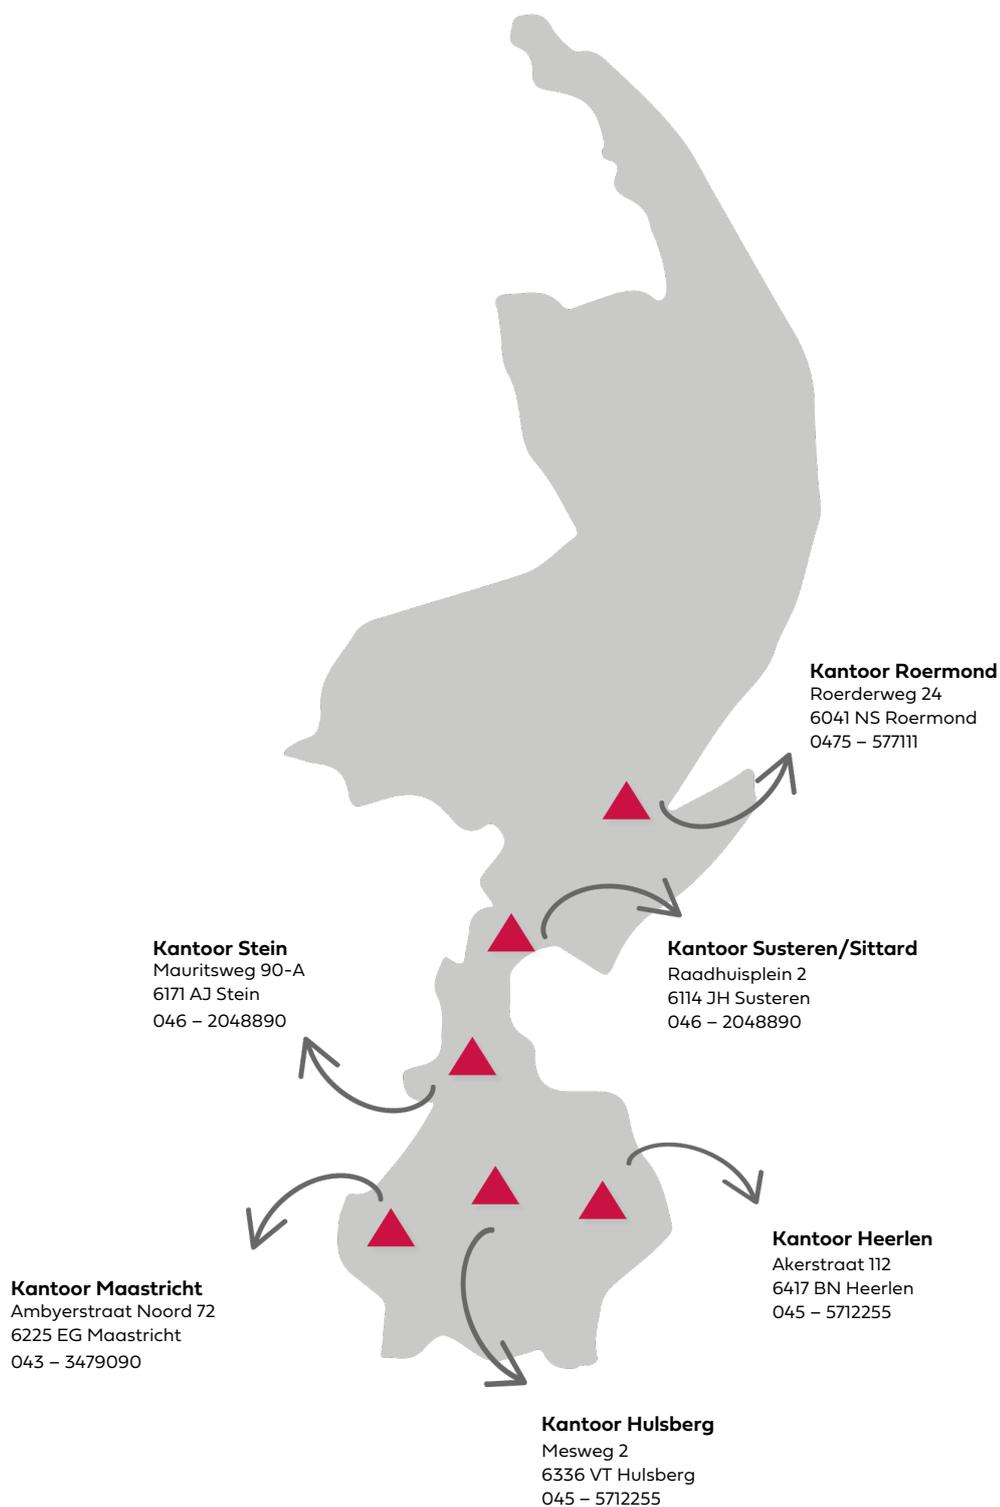 Kantoor Roermond
Roerderweg 24
6041 NS Roermond
0475 – 577111
Kantoor Stein
Mauritsweg 90-A
6171 AJ Stein
046 – 2048890
Kantoor Susteren/Sittard
Raadhuisplein 2
6114 JH Susteren
046 – 2048890
Kantoor Heerlen
Akerstraat 112
6417 BN Heerlen
045 – 5712255
Kantoor Maastricht
Ambyerstraat Noord 72
6225 EG Maastricht
043 – 3479090
Kantoor Hulsberg
Mesweg 2
6336 VT Hulsberg
045 – 5712255